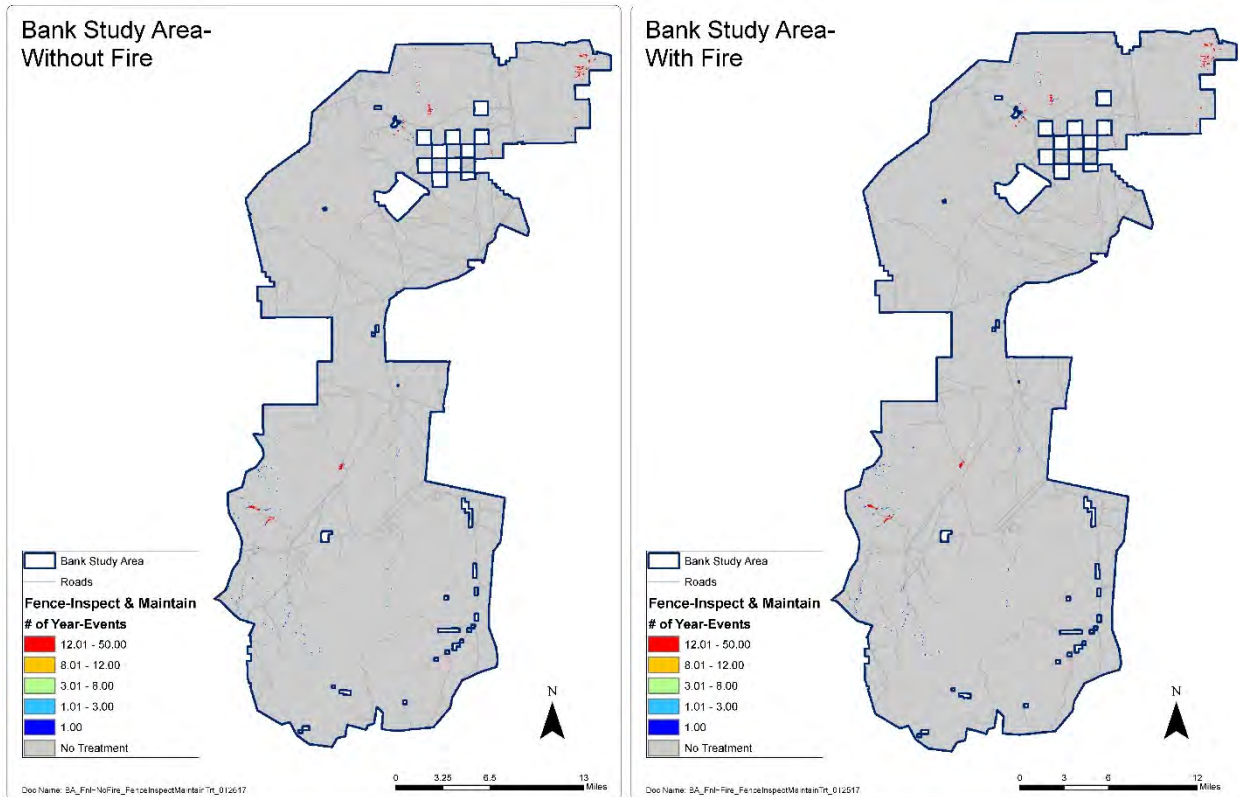 Bank Study Area-
Without Fire
Bank Study Area
Roads
Fence-Inspect & Maintain
# of Year-Events
12.01 - 50.00
8.01 - 12.00
3.01 - 8.00
1.01 - 3.00
1.00
No Treatment
N
0 3.25 6.5 13
Miles
Doc Name: BA_Fnl-NoFire_FenceInspectMaintainTrt_012617
Bank Study Area-
With Fire
Bank Study Area
Roads
Fence-Inspect & Maintain
# of Year-Events
12.01 - 50.00
8.01 - 12.00
3.01 - 8.00
1.01 - 3.00
1.00
No Treatment
N
0 3 6 12
Miles
Doc Name: BA_Fnl-Fire_FenceInspectMaintainTrt_012517